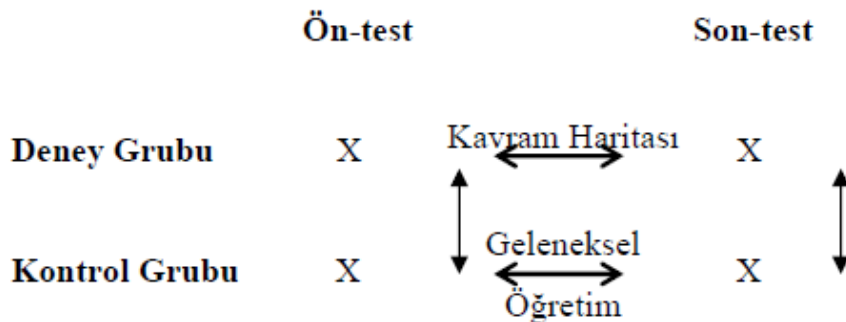 Ön-test Son-test
Deney Grubu X Kavram Haritası X
Kontrol Grubu X Geleneksel Öğretim X